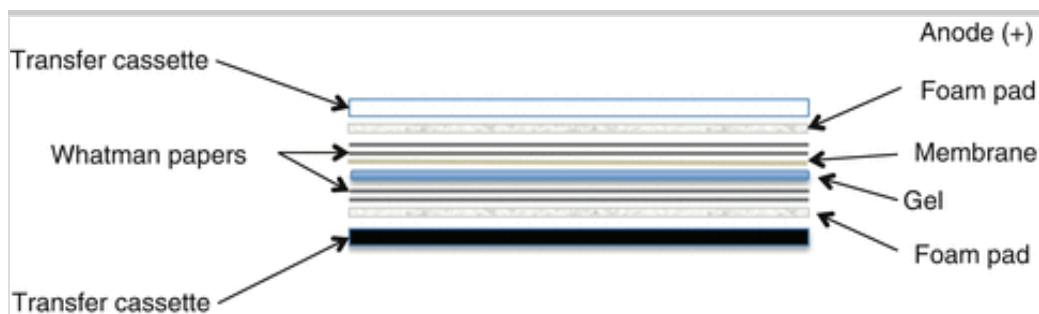 Anode (+)
Transfer cassette
Foam pad
Whatman papers
Membrane
Gel
Foam pad
Transfer cassette